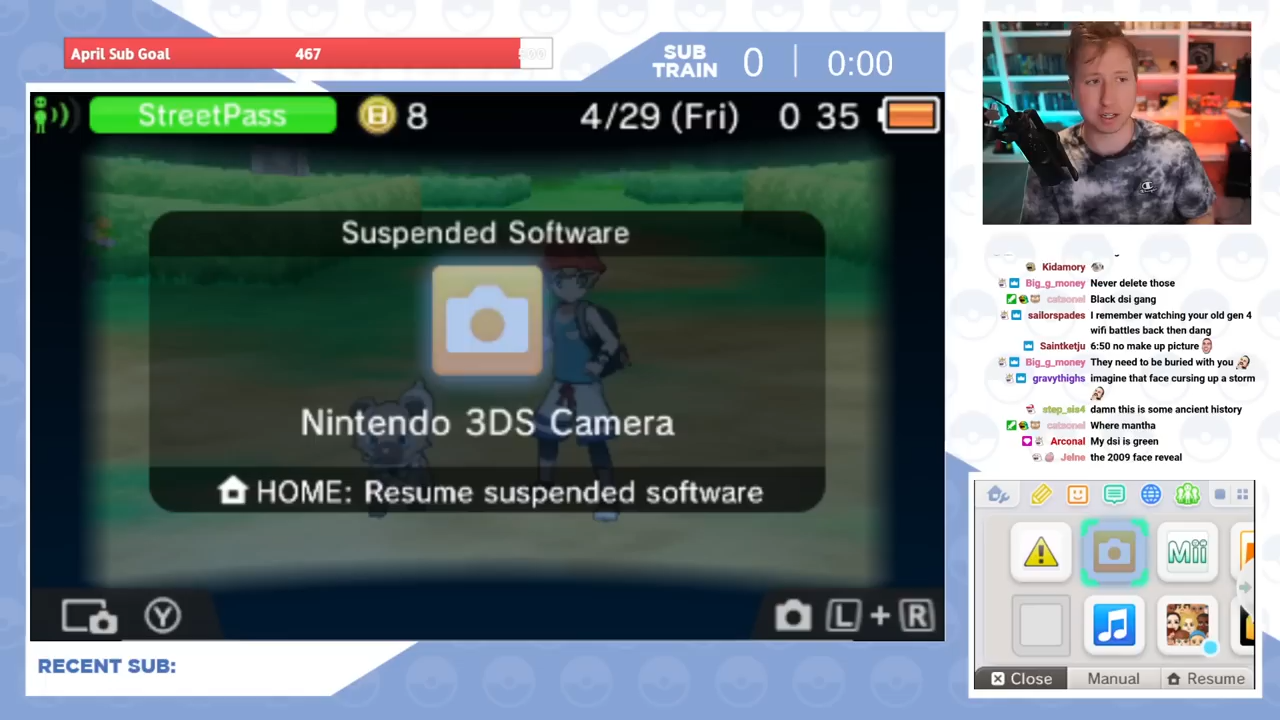 April Sub Goal 467
SUB TRAIN 0 0:00
StreetPass 8 4/29 (Fri) 0 35
Suspended Software
Nintendo 3DS Camera
HOME: Resume suspended software
Y L + R
RECENT SUB:
Kidamory
Big_g_money Never delete those
catsonel Black dsi gang
sailorspades I remember watching your old gen 4
wifi battles back then dang
Saintketju 6:50 no make up picture
Big_g_money They need to be buried with you
gravythighs imagine that face cursing up a storm
step_sis4 damn this is some ancient history
catsonel Where mantha
Arconal My dsi is green
Jelne the 2009 face reveal
Mii
Close Manual Resume